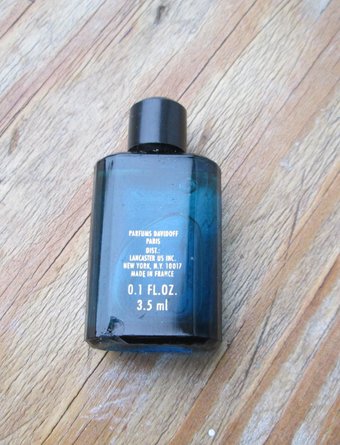 PARFUMS DAVIDOFF
PARIS
DIST.:
LANCASTER US INC.
NEW YORK, N.Y. 10017
MADE IN FRANCE
0.1 FL.OZ.
3.5 ml